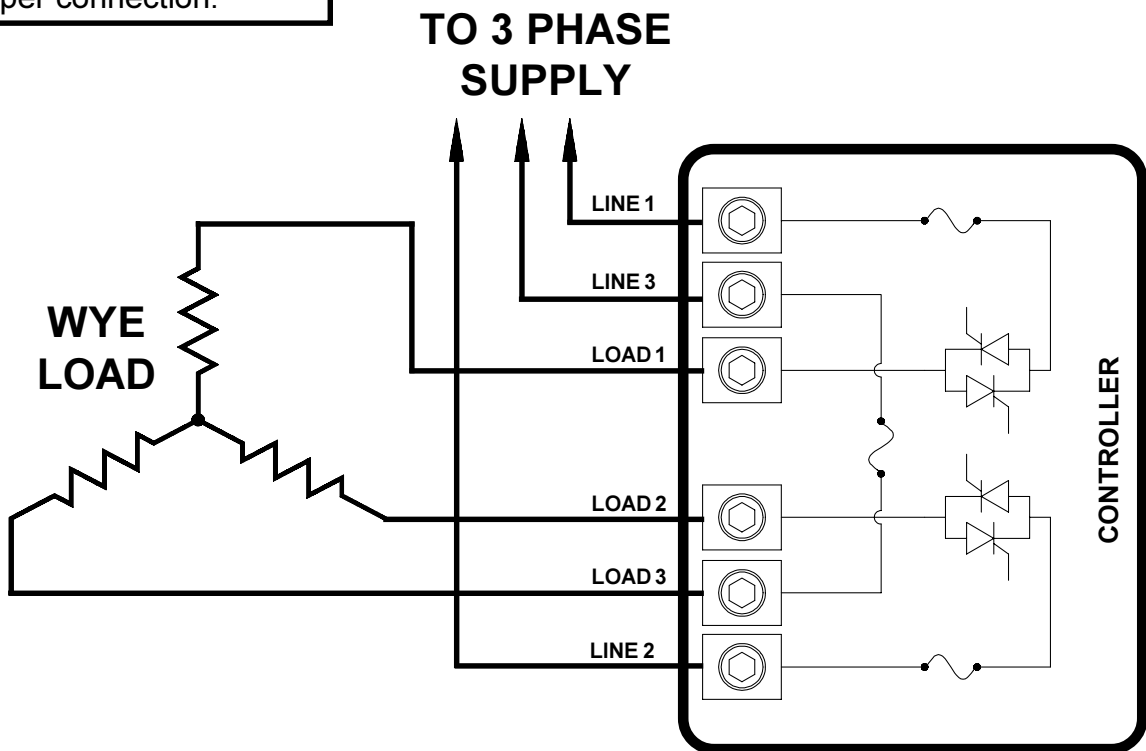 per connection.
TO 3 PHASE
SUPPLY
LINE 1
LINE 3
WYE
LOAD
LOAD 1
LOAD 2
LOAD 3
LINE 2
CONTROLLER